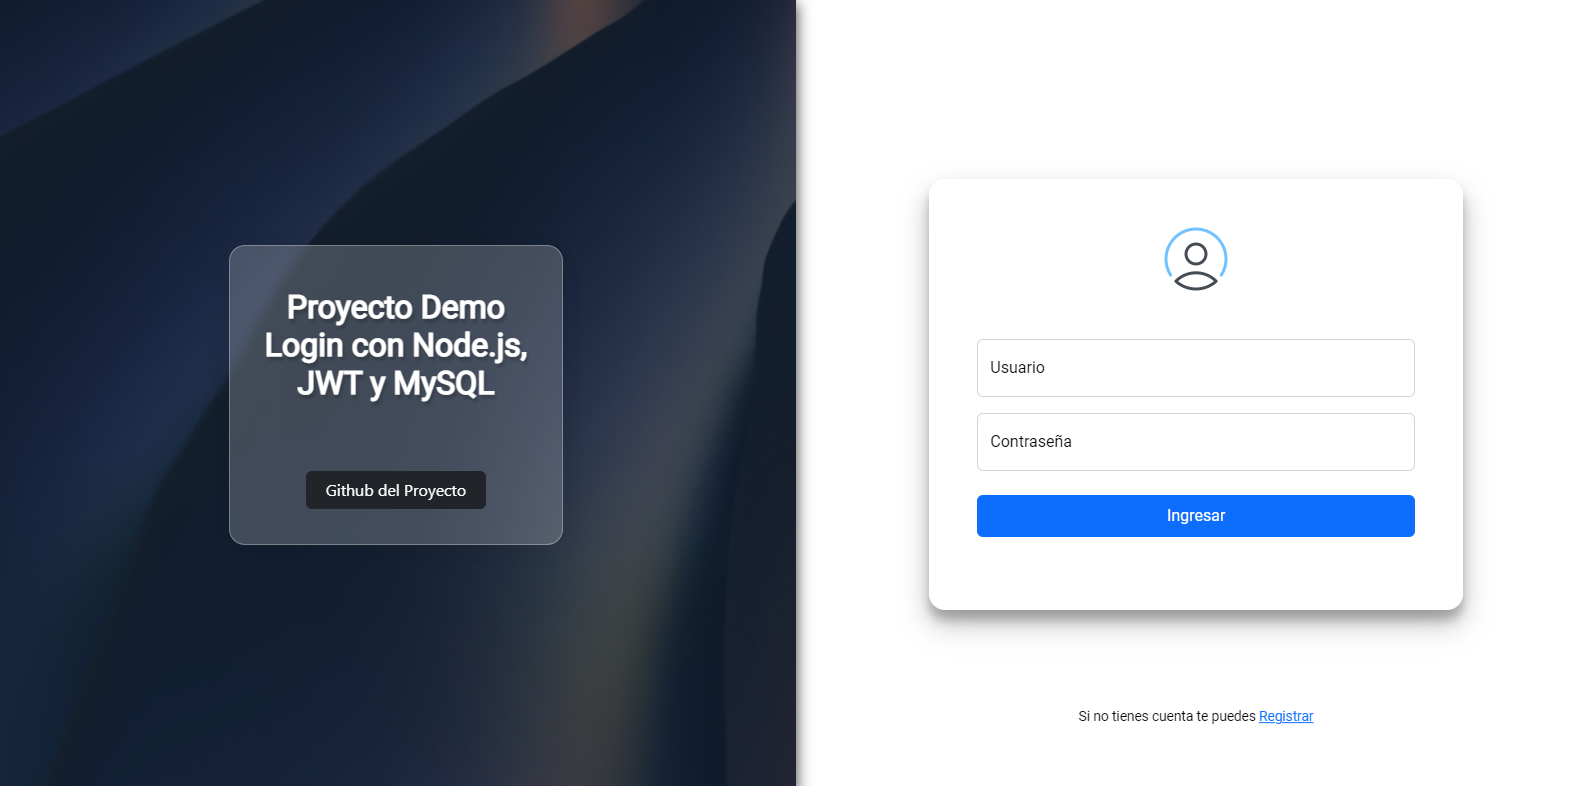 Proyecto Demo
Login con Node.js,
JWT y MySQL
Github del Proyecto
Usuario
Contraseña
Ingresar
Si no tienes cuenta te puedes Registrar